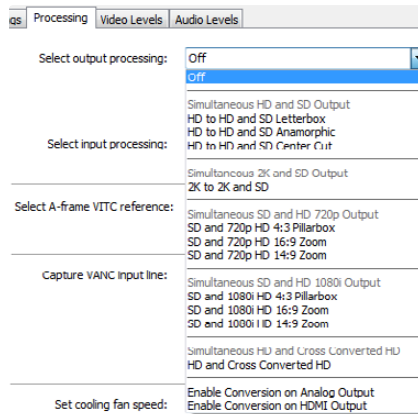 gs Processing Video Levels Audio Levels
Select output processing: Off
Off
Simultaneous HD and SD Output
HD to HD and SD Letterbox
HD to HD and SD Anamorphic
Select input processing: HD to HD and SD Center Cut
Simultaneous 2K and SD Output
2K to 2K and SD
Select A-frame VITC reference: Simultaneous SD and HD 720p Output
SD and 720p HD 4:3 Pillarbox
SD and 720p HD 16:9 Zoom
SD and 720p HD 14:9 Zoom
Capture VANC input line: Simultaneous SD and HD 1080i Output
SD and 1080i HD 4:3 Pillarbox
SD and 1080i HD 16:9 Zoom
SD and 1080i HD 14:9 Zoom
Simultaneous HD and Cross Converted HD
HD and Cross Converted HD
Enable Conversion on Analog Output
Set cooling fan speed: Enable Conversion on HDMI Output